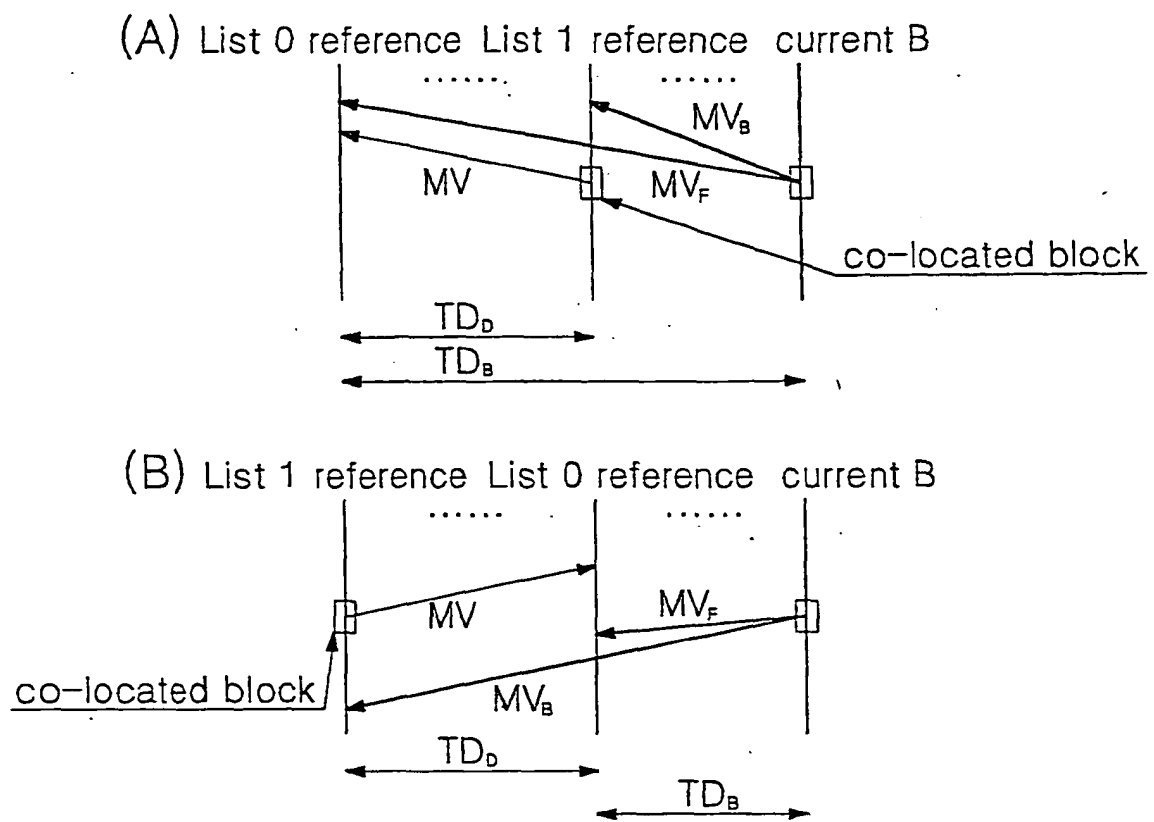 (A) List 0 reference List 1 reference current B
........ ......
MV_B
MV MV_F
co-located block
TD_D
TD_B
(B) List 1 reference List 0 reference current B
...... ......
MV MV_F
co-located block
MV_B
TD_D
TD_B